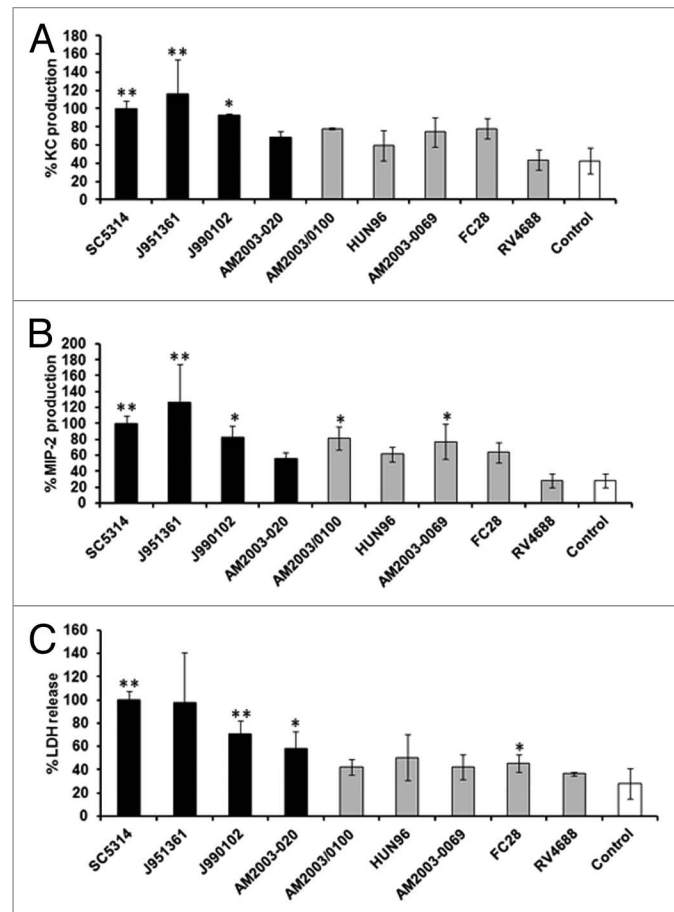 A
% KC production
180
160
140
120
100
80
60
40
20
0
**
**
*
SC5314
J951361
J990102
AM2003-020
AM2003/0100
HUN96
AM2003-0069
FC28
RV4688
Control
B
% MIP-2 production
200
180
160
140
120
100
80
60
40
20
0
**
**
*
*
*
SC5314
J951361
J990102
AM2003-020
AM2003/0100
HUN96
AM2003-0069
FC28
RV4688
Control
C
% LDH release
160
140
120
100
80
60
40
20
0
**
**
*
*
SC5314
J951361
J990102
AM2003-020
AM2003/0100
HUN96
AM2003-0069
FC28
RV4688
Control